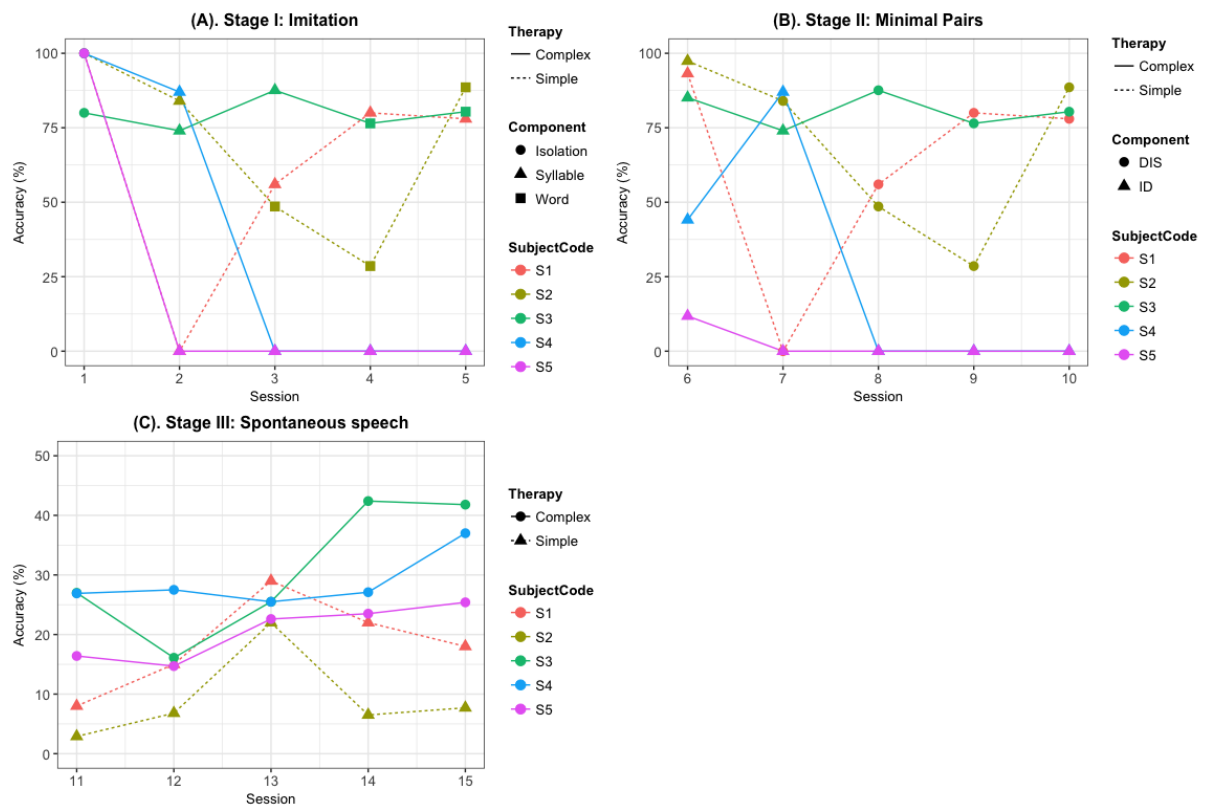 (A). Stage I: Imitation
Accuracy (%)
100
75
50
25
0
1 2 3 4 5
Session
Therapy
Complex
Simple
Component
Isolation
Syllable
Word
SubjectCode
S1
S2
S3
S4
S5
(B). Stage II: Minimal Pairs
Accuracy (%)
100
75
50
25
0
6 7 8 9 10
Session
Therapy
Complex
Simple
Component
DIS
ID
SubjectCode
S1
S2
S3
S4
S5
(C). Stage III: Spontaneous speech
Accuracy (%)
50
40
30
20
10
0
11 12 13 14 15
Session
Therapy
Complex
Simple
SubjectCode
S1
S2
S3
S4
S5